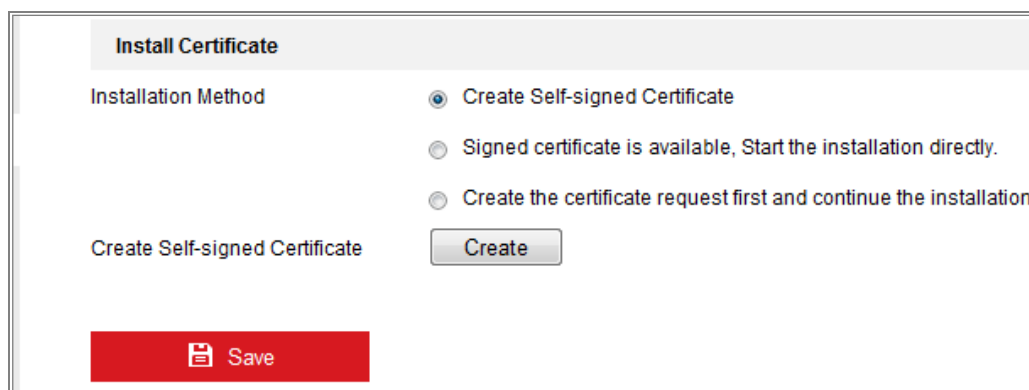 Install Certificate
Installation Method
Create Self-signed Certificate
Signed certificate is available, Start the installation directly.
Create the certificate request first and continue the installation
Create Self-signed Certificate
Create
Save